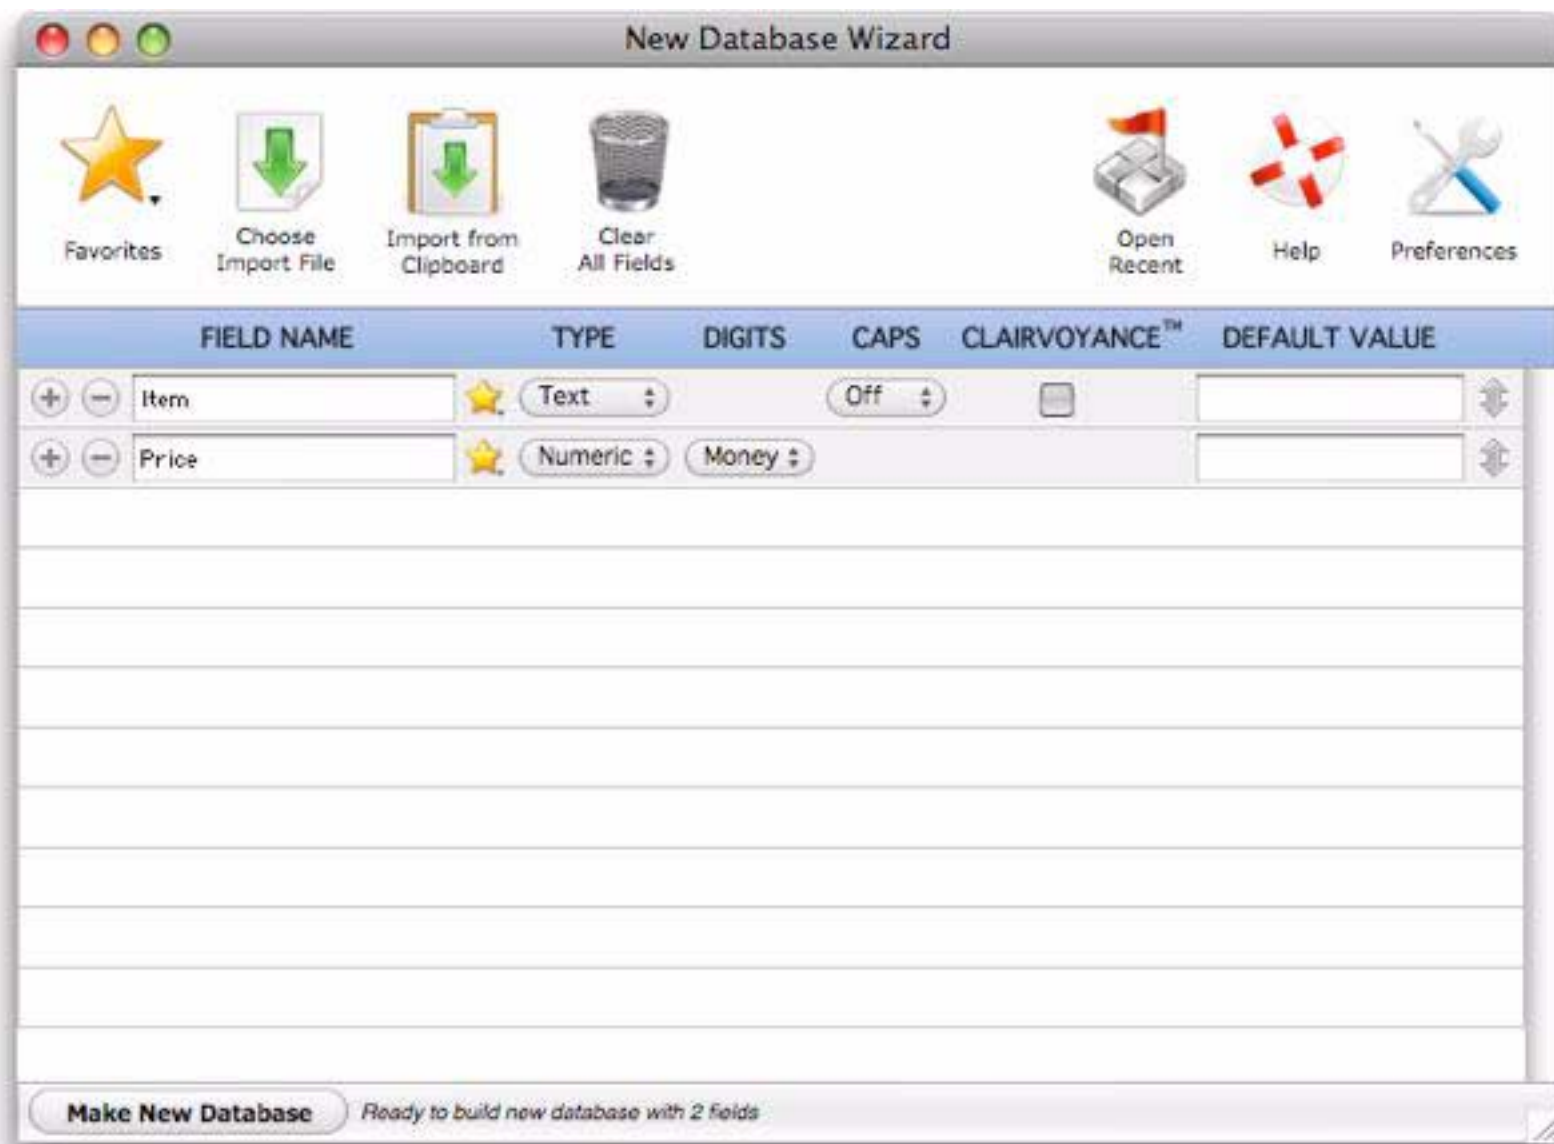 New Database Wizard
Favorites
Choose
Import File
Import from
Clipboard
Clear
All Fields
Open
Recent
Help
Preferences
FIELD NAME TYPE DIGITS CAPS CLAIRVOYANCE™ DEFAULT VALUE
Item Text Off
Price Numeric Money
Make New Database Ready to build new database with 2 fields